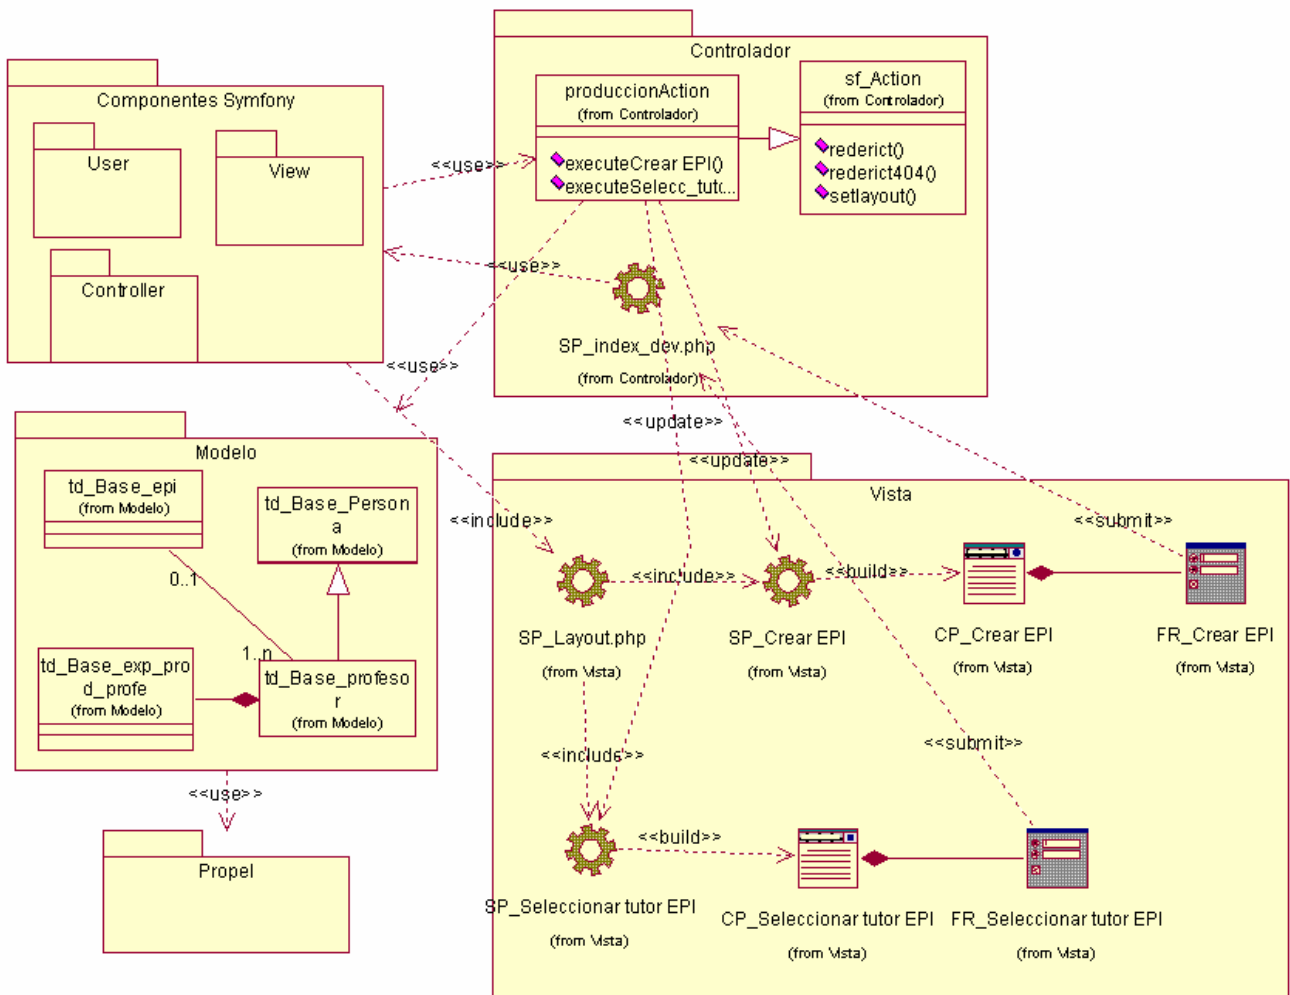 Controlador
produccionAction
(from Controlador)
executeCrear EPI()
executeSelecc_tutc...
sf_Action
(from Controlador)
rederict()
rederict404()
setlayout()
Componentes Symfony
User
View
Controller
<<use>>
<<use>>
SP_index_dev.php
(from Controlador)
<<use>>
<<update>>
<<update>>
Modelo
td_Base_epi
(from Modelo)
td_Base_Person
a
(from Modelo)
0..1
1..n
td_Base_exp_pro
d_profe
(from Modelo)
td_Base_profeso
r
(from Modelo)
<<use>>
Propel
Vista
<<include>>
<<submit>>
<<include>>
<<build>>
SP_Layout.php
(from Vista)
SP_Crear EPI
(from Vista)
CP_Crear EPI
(from Vista)
FR_Crear EPI
(from Vista)
<<include>>
<<submit>>
<<build>>
SP_Seleccionar tutor EPI
(from Vista)
CP_Seleccionar tutor EPI
(from Vista)
FR_Seleccionar tutor EPI
(from Vista)